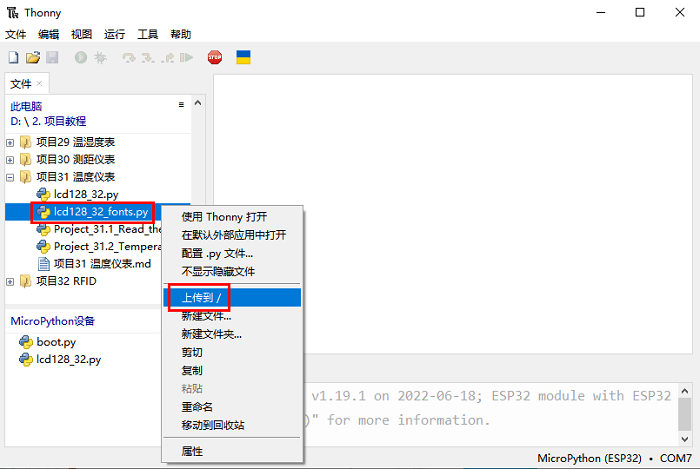 Thonny
文件 编辑 视图 运行 工具 帮助
STOP
文件 ×
此电脑
D: \ 2. 项目教程
项目29 温湿度表
项目30 测距仪表
项目31 温度仪表
lcd128_32.py
lcd128_32_fonts.py
Project_31.1_Read_the
Project_31.2_Tempera
项目31 温度仪表.md
项目32 RFID
MicroPython设备
boot.py
lcd128_32.py
使用 Thonny 打开
在默认外部应用中打开
配置 .py 文件...
不显示隐藏文件
上传到 /
新建文件...
新建文件夹...
剪切
复制
粘贴
重命名
移动到回收站
属性
v1.19.1 on 2022-06-18; ESP32 module with ESP32
)" for more information.
MicroPython (ESP32) • COM7